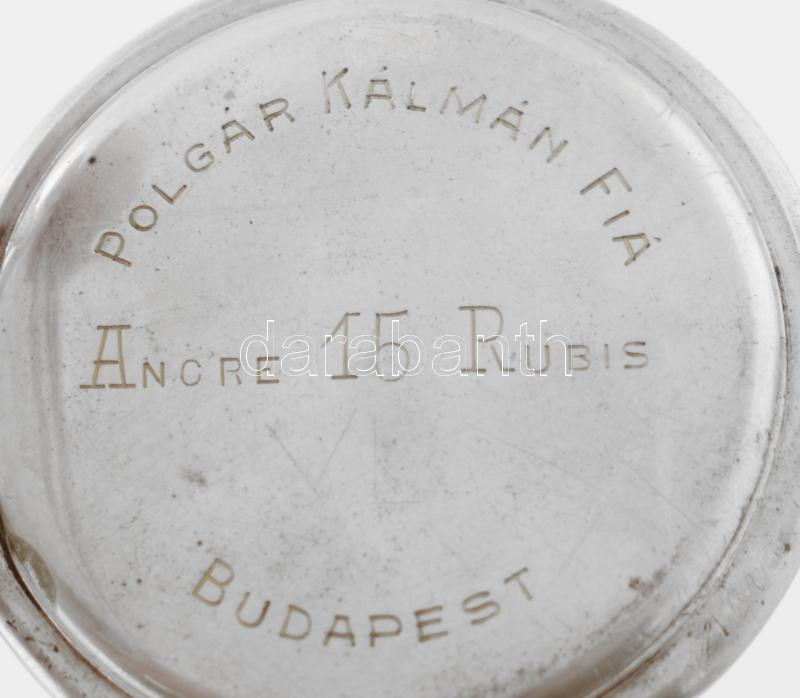 POLGÁR KÁLMÁN FIÁ
ANCRE 15 RUBIS
darabanth
BUDAPEST